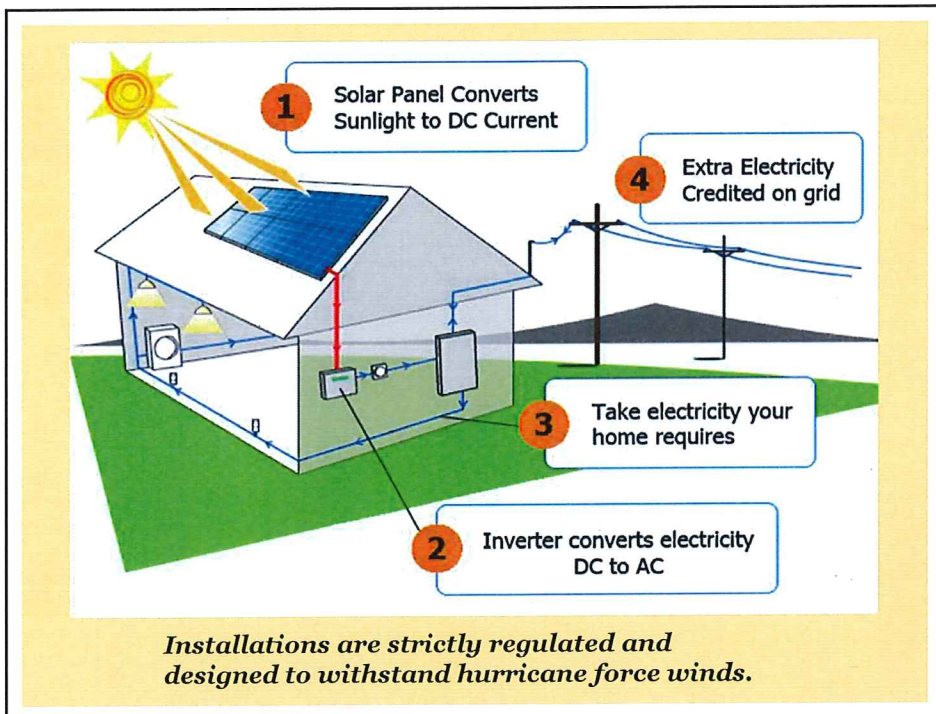 1
Solar Panel Converts
Sunlight to DC Current
4
Extra Electricity
Credited on grid
3
Take electricity your
home requires
2
Inverter converts electricity
DC to AC
Installations are strictly regulated and
designed to withstand hurricane force winds.